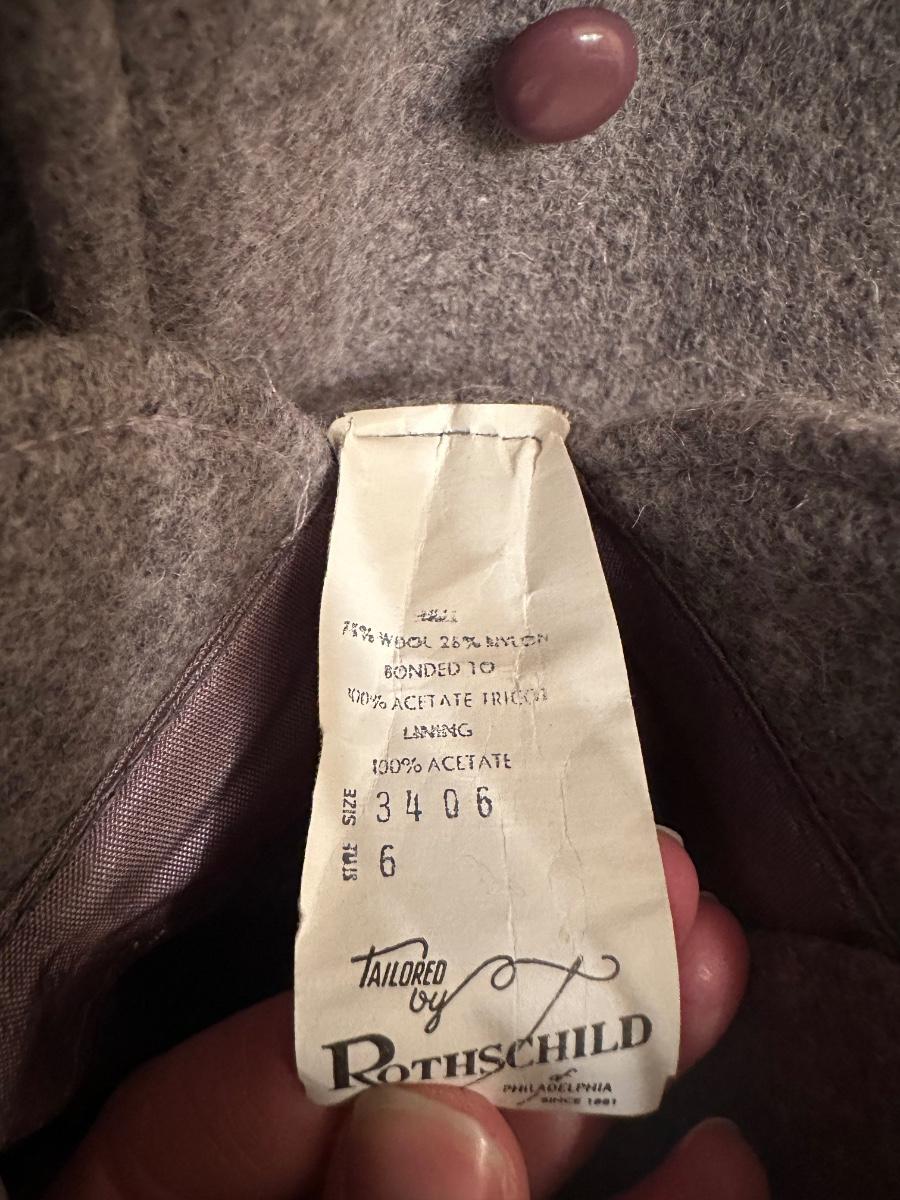 75% WOOL 25% NYLON
BONDED TO
100% ACETATE TRICOT
LINING
100% ACETATE
SIZE 3406
6
TAILORED
by
ROTHSCHILD
of
PHILADELPHIA
SINCE 1881